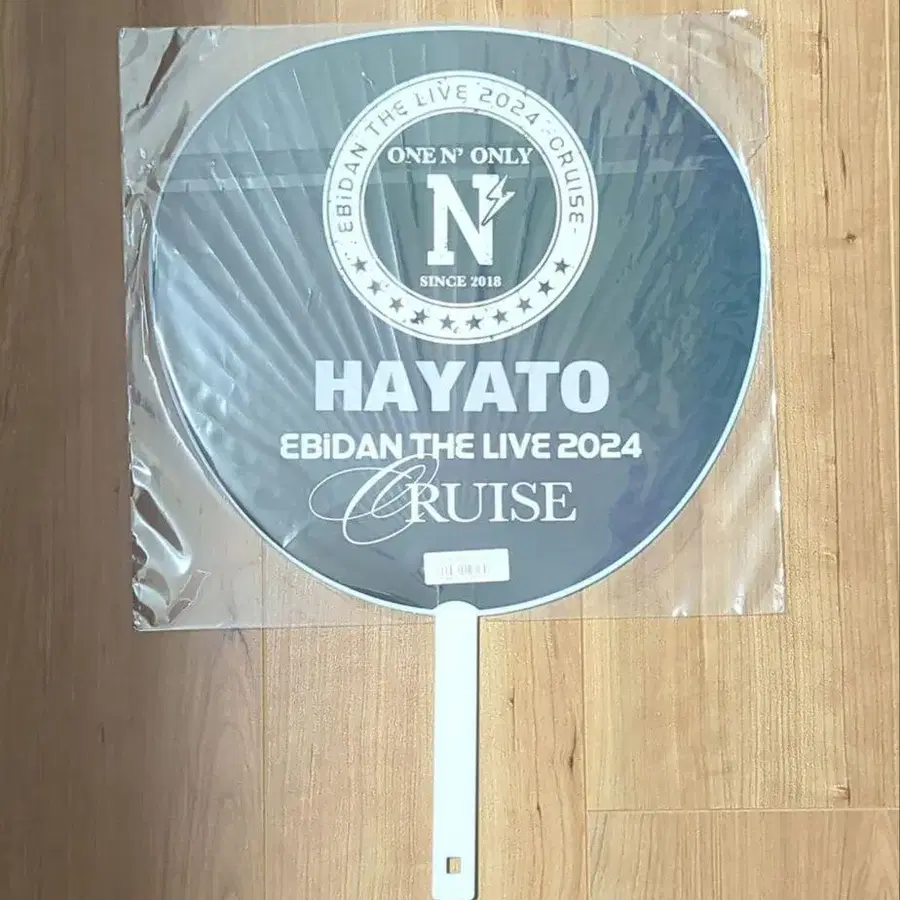 EBiDAN THE LIVE 2024 -CRUISE-
ONE N' ONLY
N
SINCE 2018
HAYATO
EBiDAN THE LIVE 2024
CRUISE